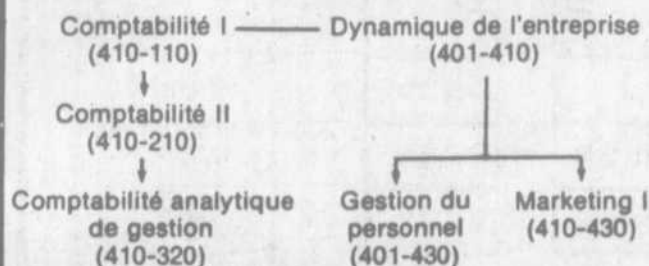 Comptabilité I
(410-110)
Dynamique de l'entreprise
(401-410)
Comptabilité II
(410-210)
Comptabilité analytique
de gestion
(410-320)
Gestion du
personnel
(401-430)
Marketing I
(410-430)